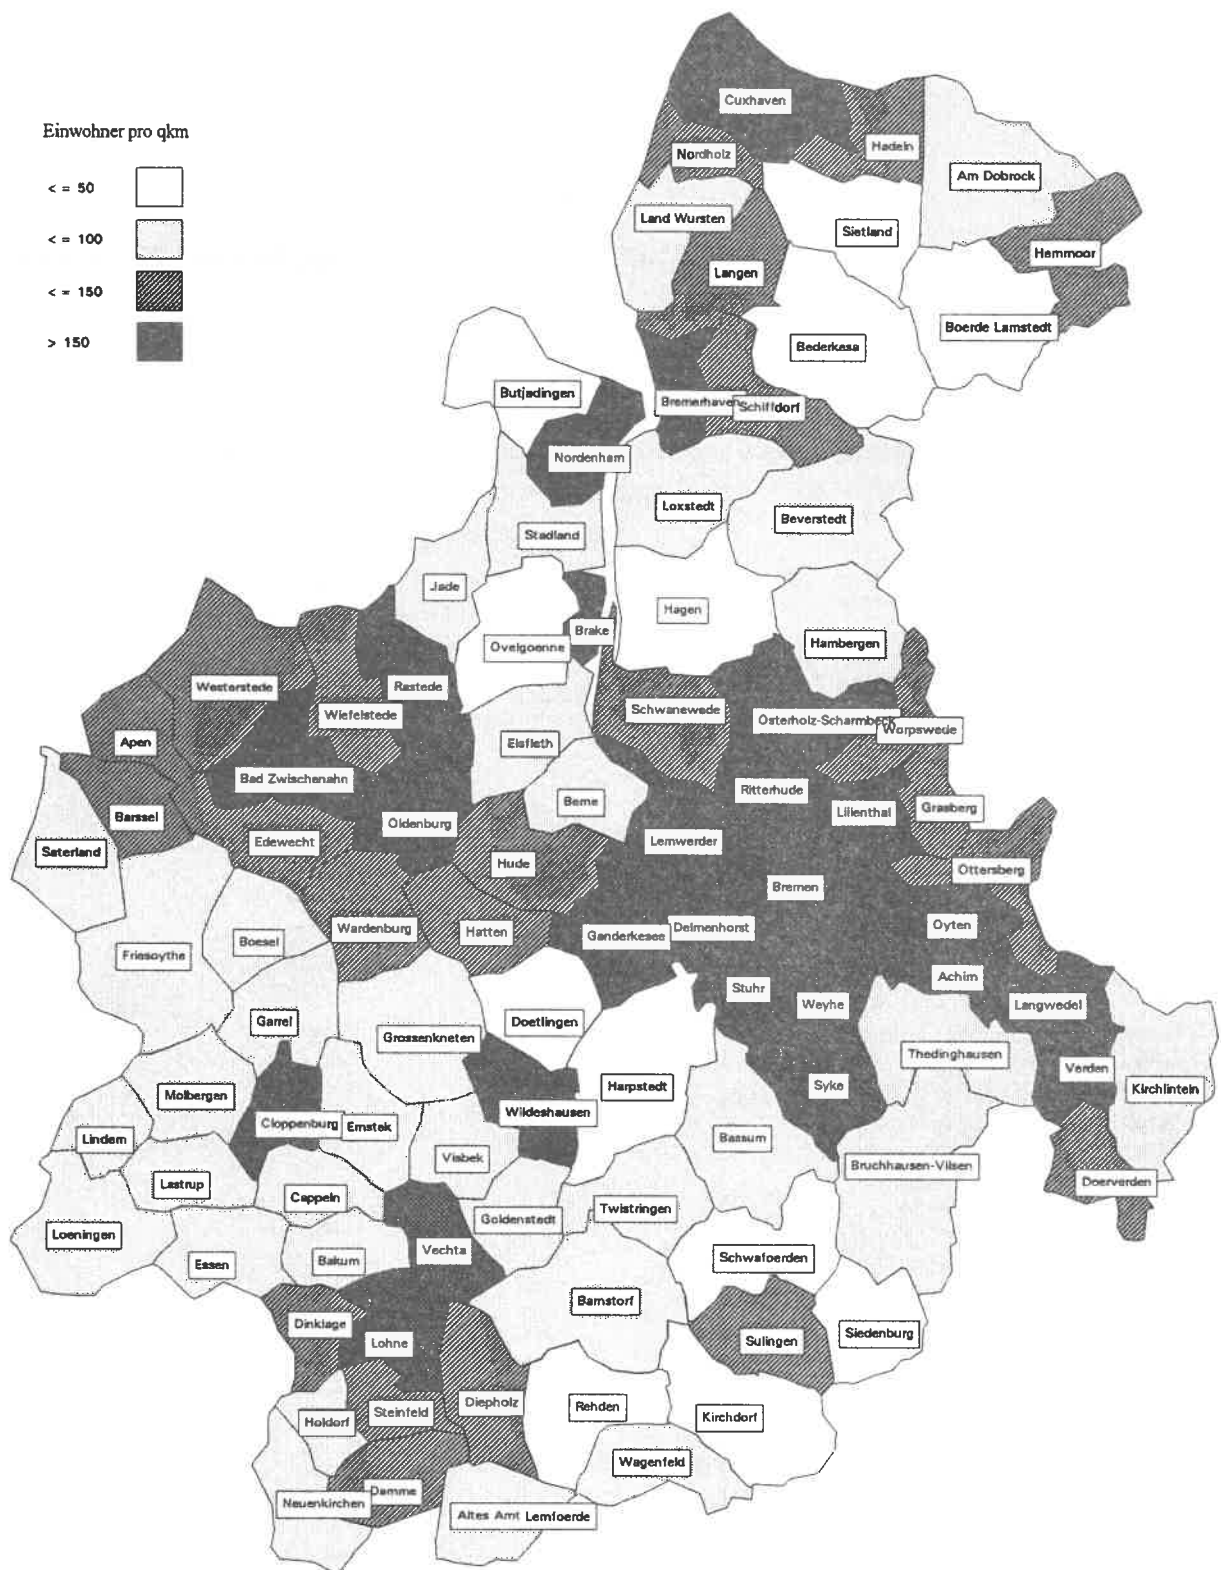 Cuxhaven
Einwohner pro qkm
Hadeln
Nordholz
Am Dobrock
< = 50
Land Wursten
Sietland
< = 100
Hemmoor
Langen
< = 150
Boerde Lamstedt
> 150
Bederkesa
Butjadingen
Bremerhaven
Schiffdorf
Nordenham
Loxstedt
Beverstedt
Stadland
Jade
Hagen
Brake
Hambergen
Ovelgoenne
Westerstede
Rastede
Wiefelstede
Schwanewede
Osterholz-Scharmbeck
Worpswede
Apen
Elsfleth
Bad Zwischenahn
Ritterhude
Berne
Grasberg
Lilienthal
Barssel
Oldenburg
Edewecht
Lemwerder
Saterland
Hude
Ottersberg
Bremen
Wardenburg
Hatten
Ganderkesee
Delmenhorst
Oyten
Boesel
Friesoythe
Achim
Stuhr
Weyhe
Langwedel
Garrel
Doetlingen
Grossenkneten
Thedinghausen
Verden
Harpstedt
Syke
Kirchlinteln
Molbergen
Wildeshausen
Cloppenburg
Emstek
Lindern
Bassum
Visbek
Bruchhausen-Vilsen
Lastrup
Doerverden
Cappeln
Twistringen
Goldenstedt
Loeningen
Vechta
Schwafoerden
Essen
Bakum
Barnstorf
Dinklage
Lohne
Sulingen
Siedenburg
Diepholz
Rehden
Steinfeld
Kirchdorf
Holdorf
Wagenfeld
Damme
Neuenkirchen
Altes Amt Lemfoerde